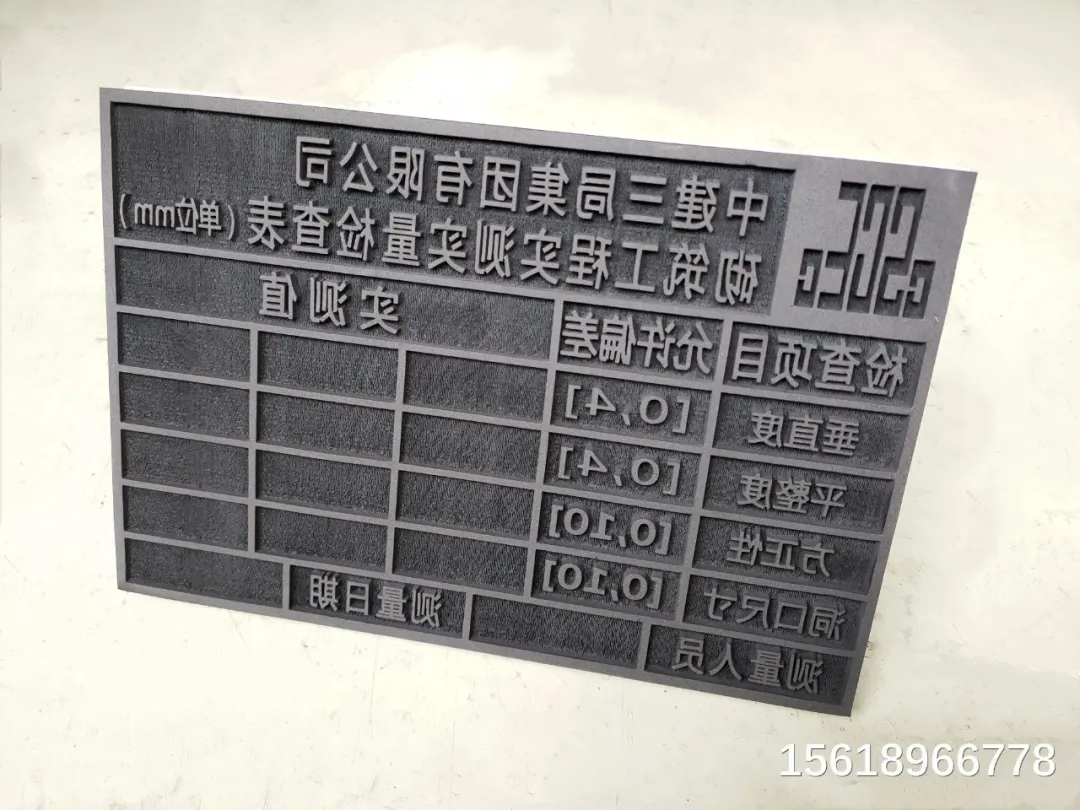 中建三局集团有限公司
砌筑工程实测实量检查表（单位mm）
检查项目 允许偏差 实测值
垂直度 [0,4]
平整度 [0,4]
方正性 [0,10]
洞口尺寸 [0,10]
测量人员 测量日期
15618966778